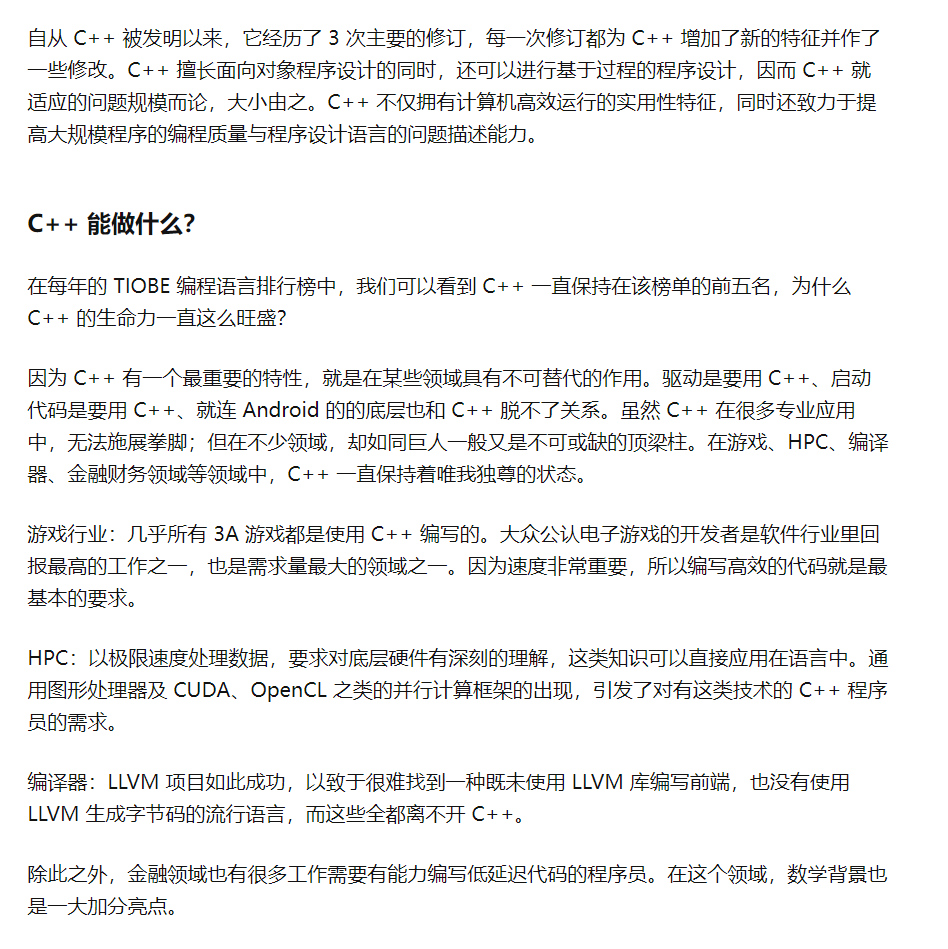 自从 C++ 被发明以来，它经历了 3 次主要的修订，每一次修订都为 C++ 增加了新的特征并作了
一些修改。C++ 擅长面向对象程序设计的同时，还可以进行基于过程的程序设计，因而 C++ 就
适应的问题规模而论，大小由之。C++ 不仅拥有计算机高效运行的实用性特征，同时还致力于提
高大规模程序的编程质量与程序设计语言的问题描述能力。
C++ 能做什么？
在每年的 TIOBE 编程语言排行榜中，我们可以看到 C++ 一直保持在该榜单的前五名，为什么
C++ 的生命力一直这么旺盛？
因为 C++ 有一个最重要的特性，就是在某些领域具有不可替代的作用。驱动是要用 C++、启动
代码是要用 C++、就连 Android 的的底层也和 C++ 脱不了关系。虽然 C++ 在很多专业应用
中，无法施展拳脚；但在不少领域，却如同巨人一般又是不可或缺的顶梁柱。在游戏、HPC、编译
器、金融财务领域等领域中，C++ 一直保持着唯我独尊的状态。
游戏行业：几乎所有 3A 游戏都是使用 C++ 编写的。大众公认电子游戏的开发者是软件行业里回
报最高的工作之一，也是需求量最大的领域之一。因为速度非常重要，所以编写高效的代码就是最
基本的要求。
HPC：以极限速度处理数据，要求对底层硬件有深刻的理解，这类知识可以直接应用在语言中。通
用图形处理器及 CUDA、OpenCL 之类的并行计算框架的出现，引发了对有这类技术的 C++ 程序
员的需求。
编译器：LLVM 项目如此成功，以致于很难找到一种既未使用 LLVM 库编写前端，也没有使用
LLVM 生成字节码的流行语言，而这些全都离不开 C++。
除此之外，金融领域也有很多工作需要有能力编写低延迟代码的程序员。在这个领域，数学背景也
是一大加分亮点。